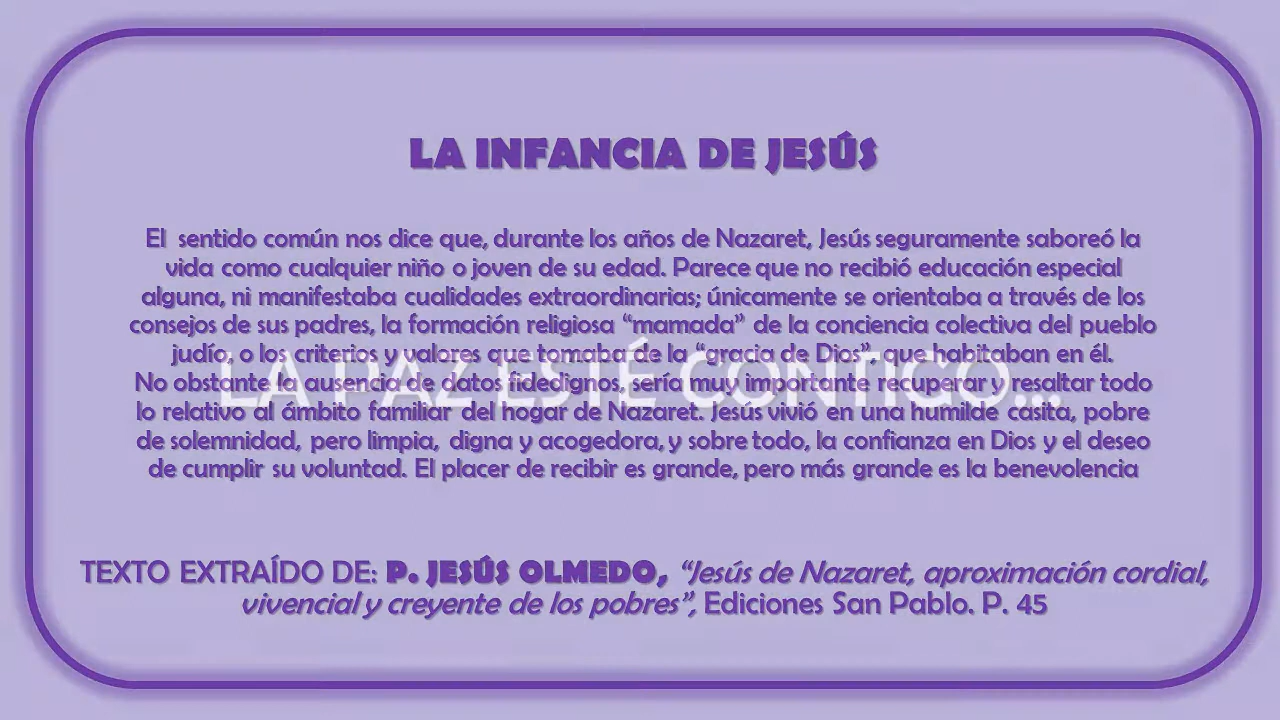 LA INFANCIA DE JESÚS
El sentido común nos dice que, durante los años de Nazaret, Jesús seguramente saboreó la
vida como cualquier niño o joven de su edad. Parece que no recibió educación especial
alguna, ni manifestaba cualidades extraordinarias; únicamente se orientaba a través de los
consejos de sus padres, la formación religiosa “mamada” de la conciencia colectiva del pueblo
judío, o los criterios y valores que tomaba de la “gracia de Dios”, que habitaban en él.
LA PAZ ESTÉ CONTIGO...
No obstante la ausencia de datos fidedignos, sería muy importante recuperar y resaltar todo
lo relativo al ámbito familiar del hogar de Nazaret. Jesús vivió en una humilde casita, pobre
de solemnidad, pero limpia, digna y acogedora, y sobre todo, la confianza en Dios y el deseo
de cumplir su voluntad. El placer de recibir es grande, pero más grande es la benevolencia
TEXTO EXTRAÍDO DE: P. JESÚS OLMEDO, “Jesús de Nazaret, aproximación cordial,
vivencial y creyente de los pobres”, Ediciones San Pablo. P. 45